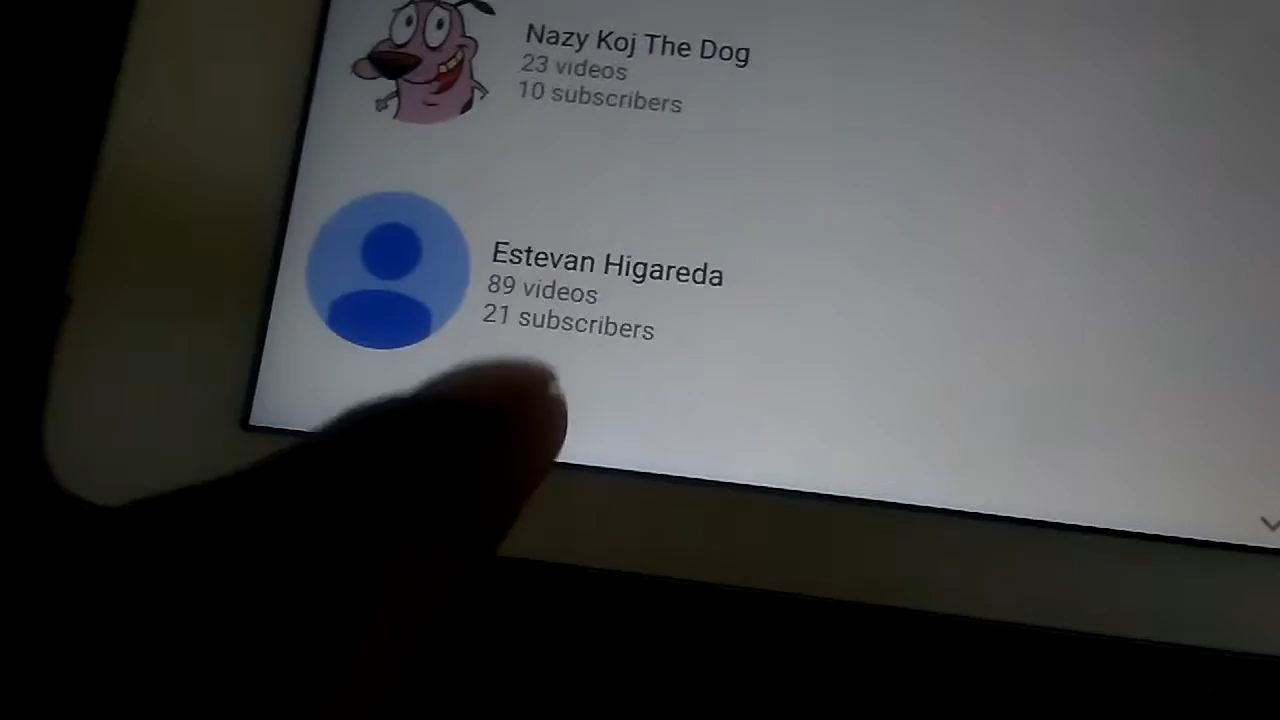 Nazy Koj The Dog
23 videos
10 subscribers
Estevan Higareda
89 videos
21 subscribers